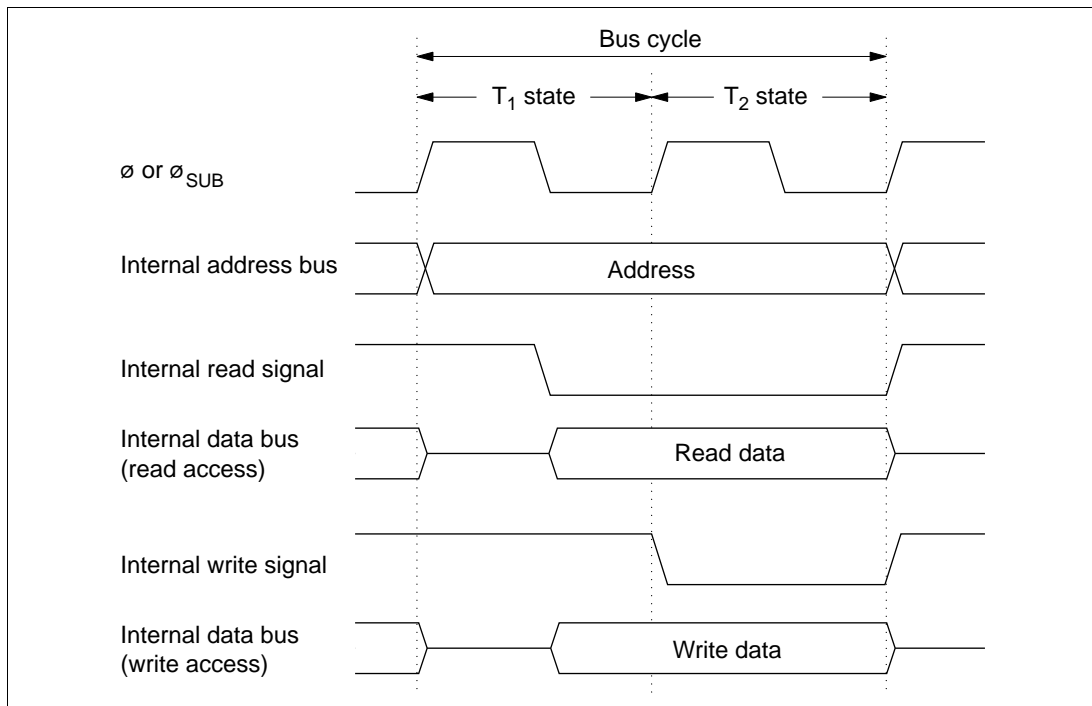 Bus cycle
T₁ state
T₂ state
ø or øSUB
Internal address bus
Address
Internal read signal
Internal data bus
(read access)
Read data
Internal write signal
Internal data bus
(write access)
Write data